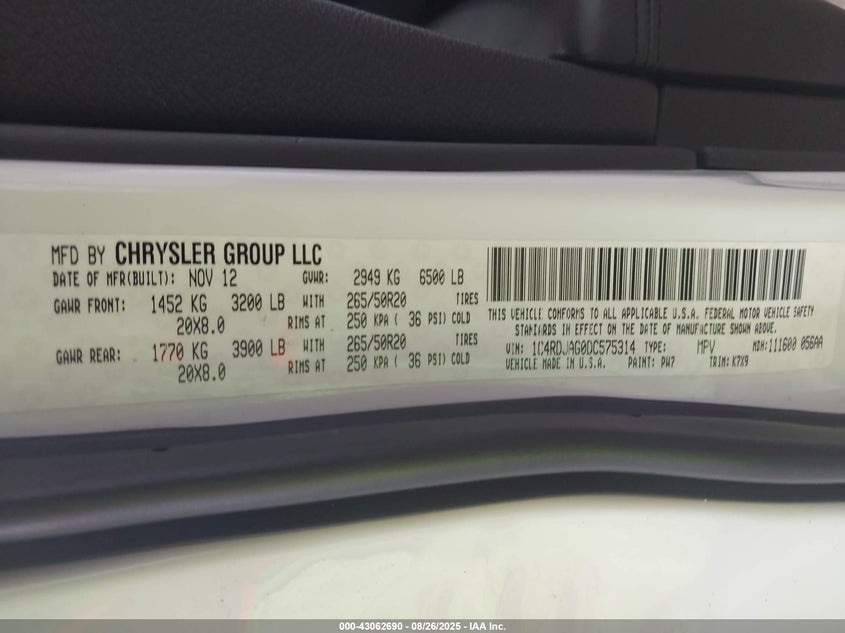 MFD BY CHRYSLER GROUP LLC
DATE OF MFR(BUILT): NOV 12 GVWR: 2949 KG 6500 LB
GAWR FRONT: 1452 KG 3200 LB WITH 265/50R20 TIRES
20X8.0 RIMS AT 250 KPA ( 36 PSI) COLD
GAWR REAR: 1770 KG 3900 LB WITH 265/50R20 TIRES
20X8.0 RIMS AT 250 KPA ( 36 PSI) COLD
THIS VEHICLE CONFORMS TO ALL APPLICABLE U.S.A. FEDERAL MOTOR VEHICLE SAFETY
STANDARDS IN EFFECT ON THE DATE OF MANUFACTURE SHOWN ABOVE.
VIN: 1C4RDJAG0DC575314 TYPE: MPV MDH: 111600 056AA
VEHICLE MADE IN U.S.A. PAINT: PW7 TRIM: K7X9
000-43062690 - 08/26/2025 - IAA Inc.